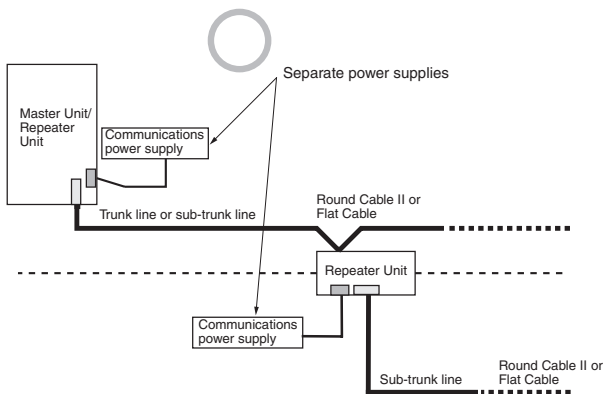 Separate power supplies
Master Unit/
Repeater
Unit
Communications
power supply
Trunk line or sub-trunk line
Round Cable II or
Flat Cable
Repeater Unit
Communications
power supply
Sub-trunk line
Round Cable II or
Flat Cable